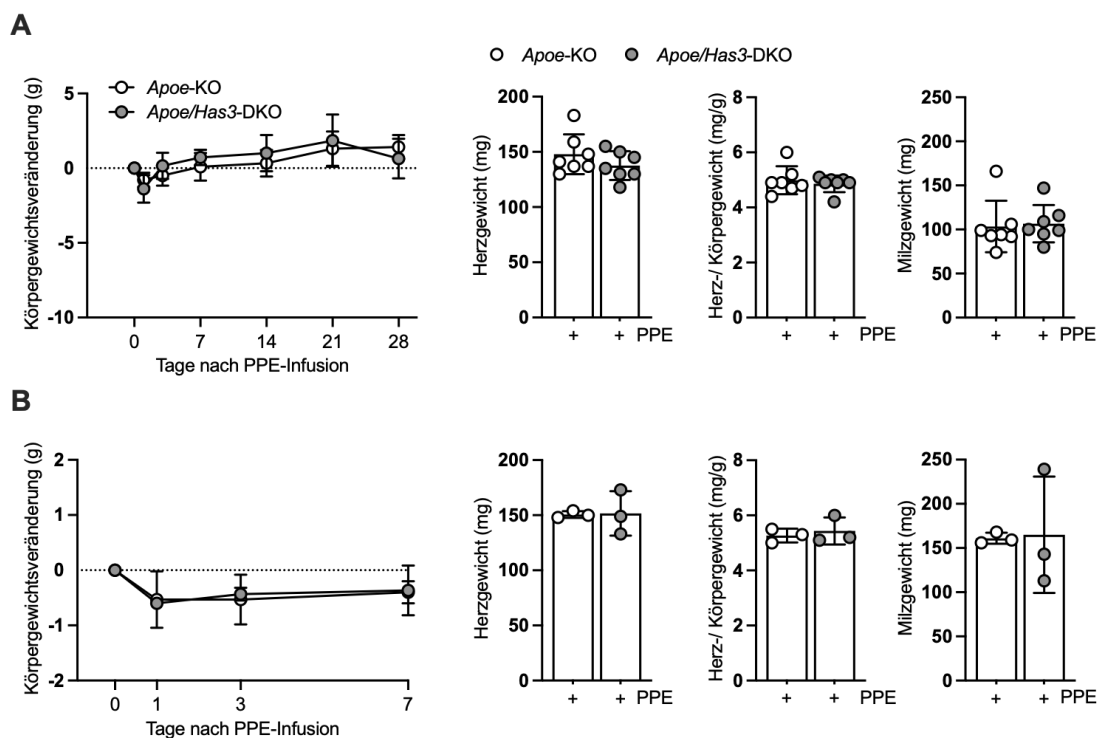 A
Apoe-KO Apoe/Has3-DKO
Körpergewichtsveränderung (g)
5
0
-5
-10
Apoe-KO
Apoe/Has3-DKO
0 7 14 21 28
Tage nach PPE-Infusion
Herzgewicht (mg)
200
150
100
50
0
+ + PPE
Herz-/ Körpergewicht (mg/g)
8
6
4
2
0
+ + PPE
Milzgewicht (mg)
250
200
150
100
50
0
+ + PPE
B
Körpergewichtsveränderung (g)
2
1
0
-1
-2
0 1 3 7
Tage nach PPE-Infusion
Herzgewicht (mg)
200
150
100
50
0
+ + PPE
Herz-/ Körpergewicht (mg/g)
8
6
4
2
0
+ + PPE
Milzgewicht (mg)
250
200
150
100
50
0
+ + PPE